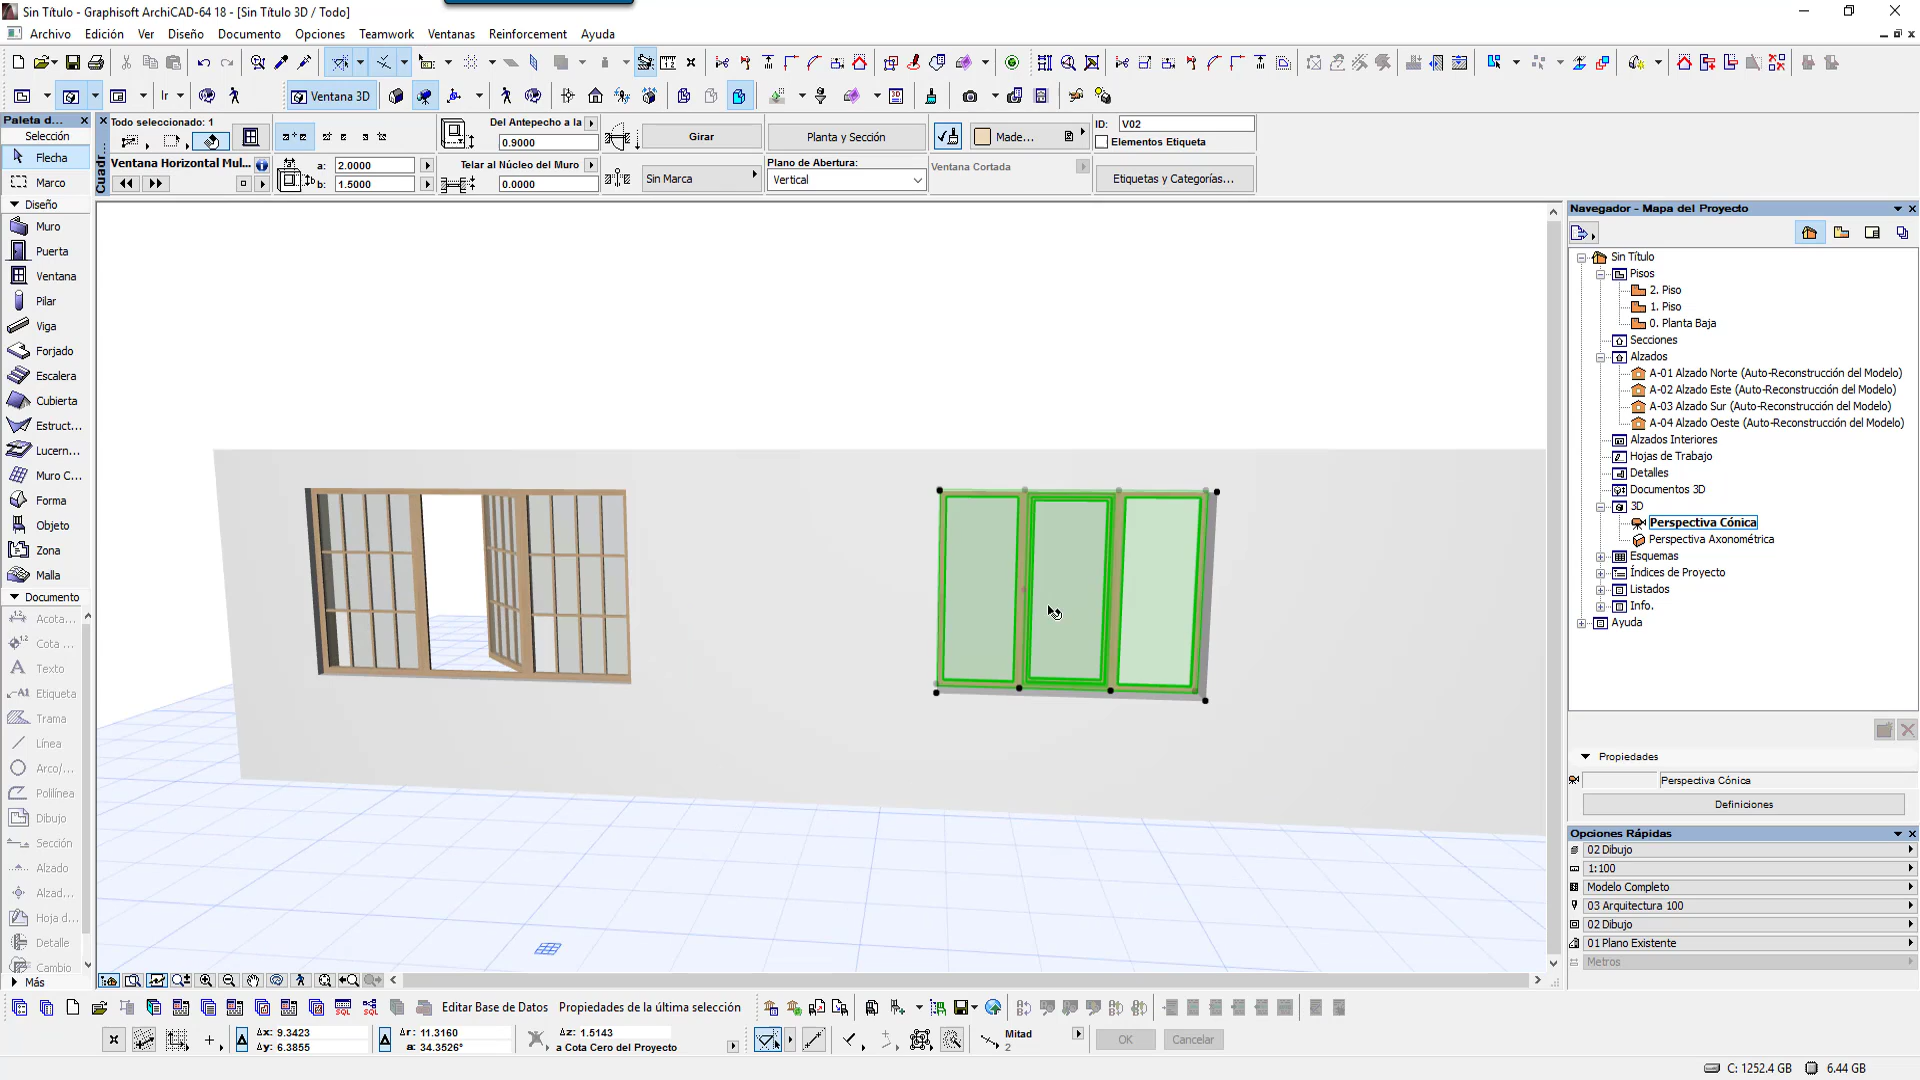 Sin Título - Graphisoft ArchiCAD-64 18 - [Sin Título 3D / Todo]
Archivo Edición Ver Diseño Documento Opciones Teamwork Ventanas Reinforcement Ayuda
Ventana 3D
Paleta d...
Selección
Flecha
Marco
Diseño
Muro
Puerta
Ventana
Pilar
Viga
Forjado
Escalera
Cubierta
Estruct...
Lucern...
Muro C...
Forma
Objeto
Zona
Malla
Documento
Acota...
Cota ...
Texto
Etiqueta
Trama
Línea
Arco/...
Polilínea
Dibujo
Sección
Alzado
Alzad...
Hoja d...
Detalle
Cambio
Más
Cuadr...
Todo seleccionado: 1
Ventana Horizontal Mul...
a: 2.0000
b: 1.5000
Del Antepecho a la
0.9000
Telar al Núcleo del Muro
0.0000
Girar
Sin Marca
Planta y Sección
Plano de Abertura:
Vertical
Made...
Ventana Cortada
ID: V02
Elementos Etiqueta
Etiquetas y Categorías...
Navegador - Mapa del Proyecto
Sin Título
Pisos
2. Piso
1. Piso
0. Planta Baja
Secciones
Alzados
A-01 Alzado Norte (Auto-Reconstrucción del Modelo)
A-02 Alzado Este (Auto-Reconstrucción del Modelo)
A-03 Alzado Sur (Auto-Reconstrucción del Modelo)
A-04 Alzado Oeste (Auto-Reconstrucción del Modelo)
Alzados Interiores
Hojas de Trabajo
Detalles
Documentos 3D
3D
Perspectiva Cónica
Perspectiva Axonométrica
Esquemas
Índices de Proyecto
Listados
Info.
Ayuda
Propiedades
Perspectiva Cónica
Definiciones
Opciones Rápidas
02 Dibujo
1:100
Modelo Completo
03 Arquitectura 100
02 Dibujo
01 Plano Existente
Metros
Editar Base de Datos Propiedades de la última selección
Δx: 9.3423
Δy: 6.3855
Δr: 11.3160
a: 34.3526°
Δz: 1.5143
a Cota Cero del Proyecto
Mitad
2
OK
Cancelar
C: 1252.4 GB 6.44 GB